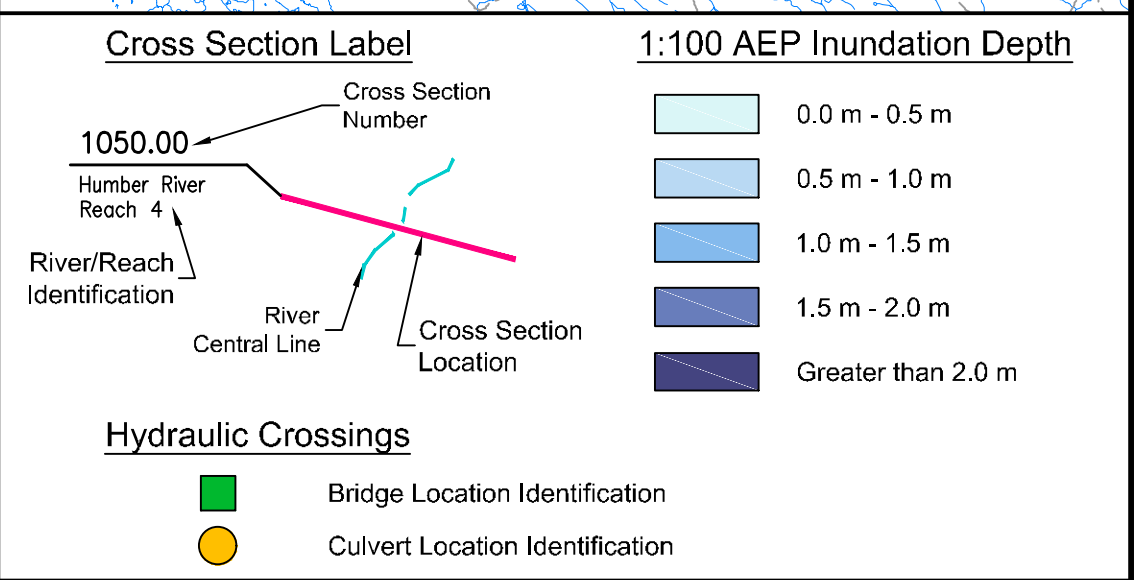 Cross Section Label
Cross Section
Number
1050.00
Humber River
Reach 4
River/Reach
Identification
River
Central Line
Cross Section
Location
1:100 AEP Inundation Depth
0.0 m - 0.5 m
0.5 m - 1.0 m
1.0 m - 1.5 m
1.5 m - 2.0 m
Greater than 2.0 m
Hydraulic Crossings
Bridge Location Identification
Culvert Location Identification